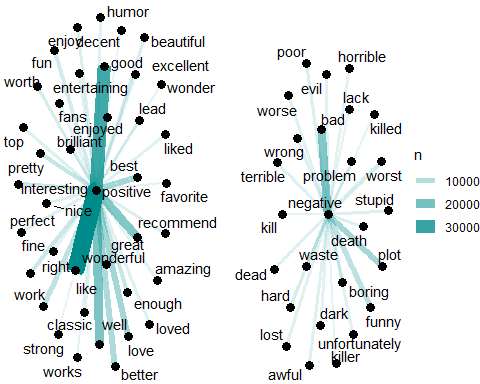 humor
enjoy
decent
beautiful
fun
good
excellent
worth
entertaining
wonder
fans
enjoyed
lead
top
brilliant
liked
pretty
best
interesting
positive
favorite
nice
perfect
recommend
fine
great
right
wonderful
amazing
like
work
enough
classic
well
loved
strong
love
works
better
poor
horrible
evil
worse
lack
bad
killed
wrong
terrible
problem
worst
negative
stupid
kill
death
waste
plot
dead
boring
hard
dark
funny
lost
unfortunately
killer
awful
n
10000
20000
30000